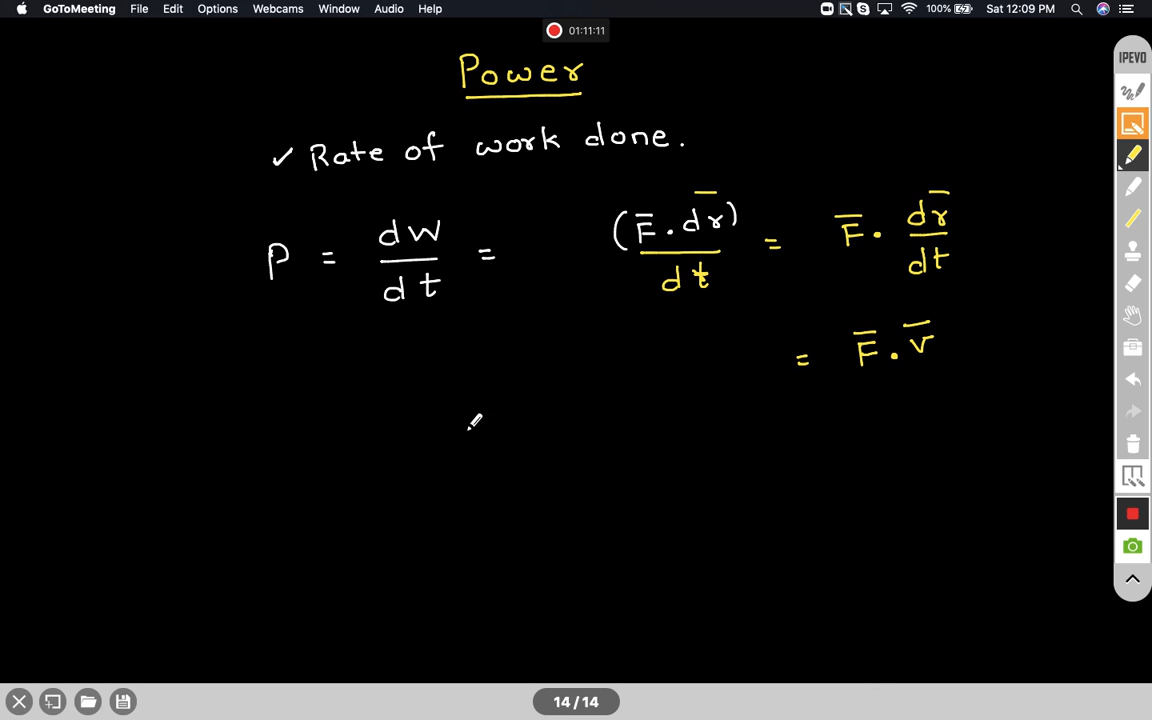 GoToMeeting File Edit Options View Window Webcams Audio Help 100% Sat 12:09 PM
01:11:11
IPEVO
Power
✓ Rate of work done.
P = dW/dt = (F̅ · dr̅)/dt = F̅ · dr̅/dt
= F̅ · v̅
14 / 14